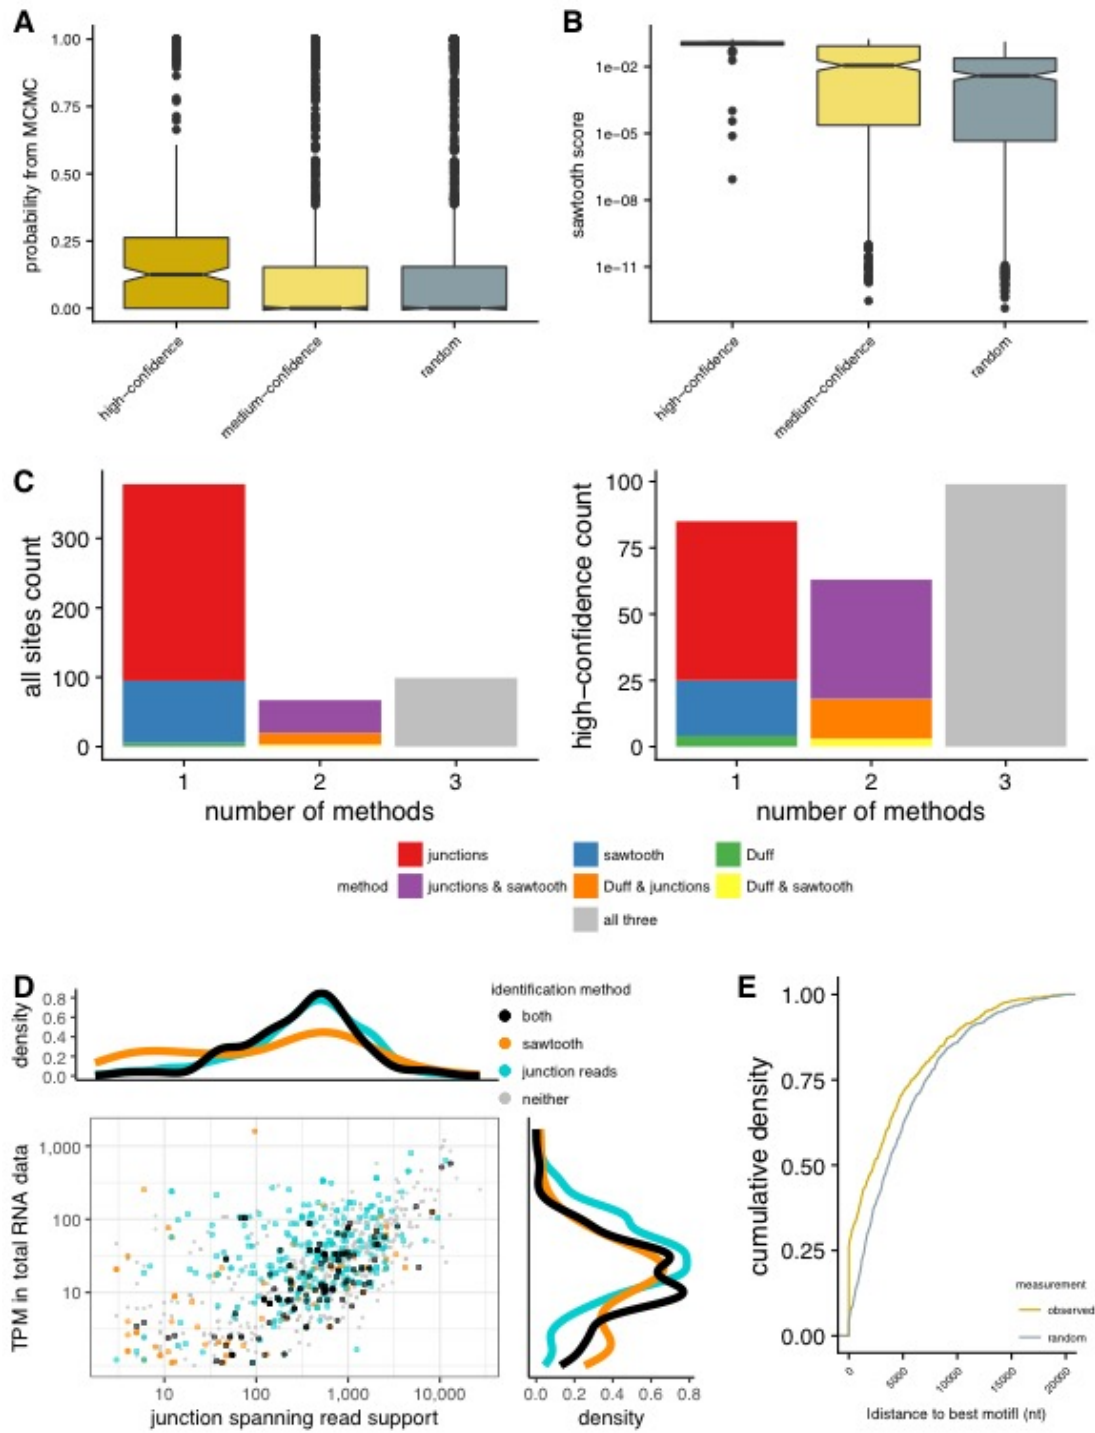 A
probability from MCMC
1.00
0.75
0.50
0.25
0.00
high-confidence
medium-confidence
random
B
sawtooth score
1e-02
1e-05
1e-08
1e-11
high-confidence
medium-confidence
random
C
all sites count
300
200
100
0
1
2
3
number of methods
high-confidence count
100
75
50
25
0
1
2
3
number of methods
method
junctions
sawtooth
Duff
junctions & sawtooth
Duff & junctions
Duff & sawtooth
all three
D
density
0.8
0.6
0.4
0.2
0.0
identification method
both
sawtooth
junction reads
neither
TPM in total RNA data
1,000
100
10
10
100
1,000
10,000
junction spanning read support
0.0
0.2
0.4
0.6
0.8
density
E
cumulative density
1.00
0.75
0.50
0.25
0.00
measurement
observed
random
0
5000
10000
15000
20000
|distance to best motif| (nt)